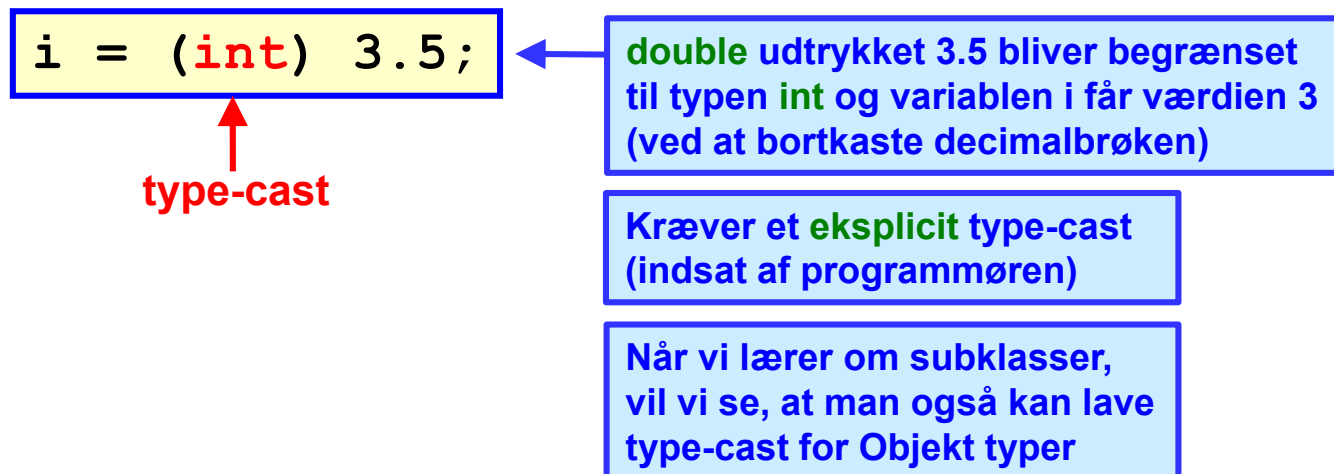 i = (int) 3.5;
type-cast
double udtrykket 3.5 bliver begrænset
til typen int og variablen i får værdien 3
(ved at bortkaste decimalbrøken)
Kræver et eksplicit type-cast
(indsat af programmøren)
Når vi lærer om subklasser,
vil vi se, at man også kan lave
type-cast for Objekt typer